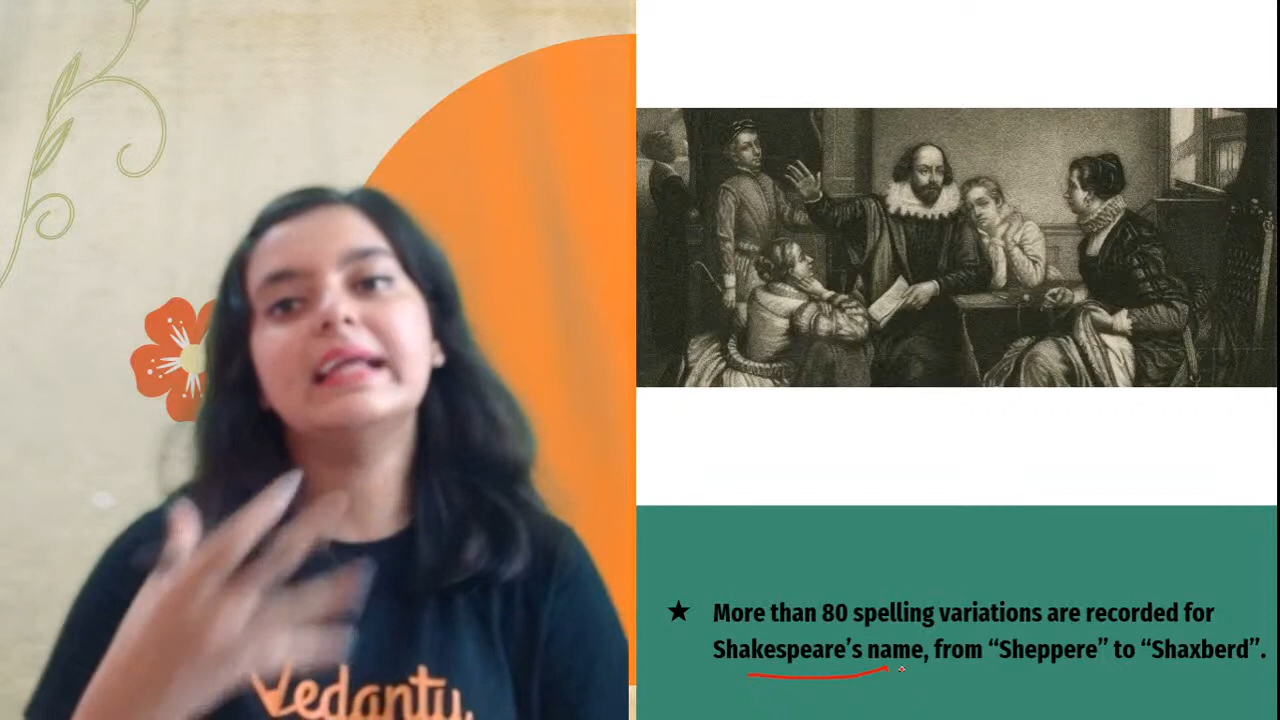 Vedantu
★ More than 80 spelling variations are recorded for
Shakespeare’s name, from “Sheppere” to “Shaxberd”.